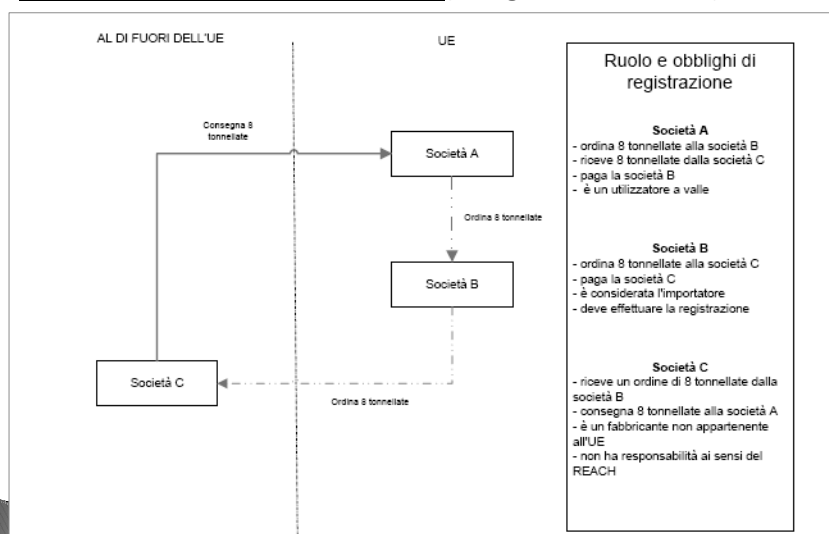 AL DI FUORI DELL'UE
UE
Consegna 8
tonnellate
Società A
Ordina 8 tonnellate
Società B
Società C
Ordina 8 tonnellate
Ruolo e obblighi di
registrazione
Società A
- ordina 8 tonnellate alla società B
- riceve 8 tonnellate dalla società C
- paga la società B
- è un utilizzatore a valle
Società B
- ordina 8 tonnellate alla società C
- paga la società C
- è considerata l'importatore
- deve effettuare la registrazione
Società C
- riceve un ordine di 8 tonnellate dalla
società B
- consegna 8 tonnellate alla società A
- è un fabbricante non appartenente
all'UE
- non ha responsabilità ai sensi del
REACH